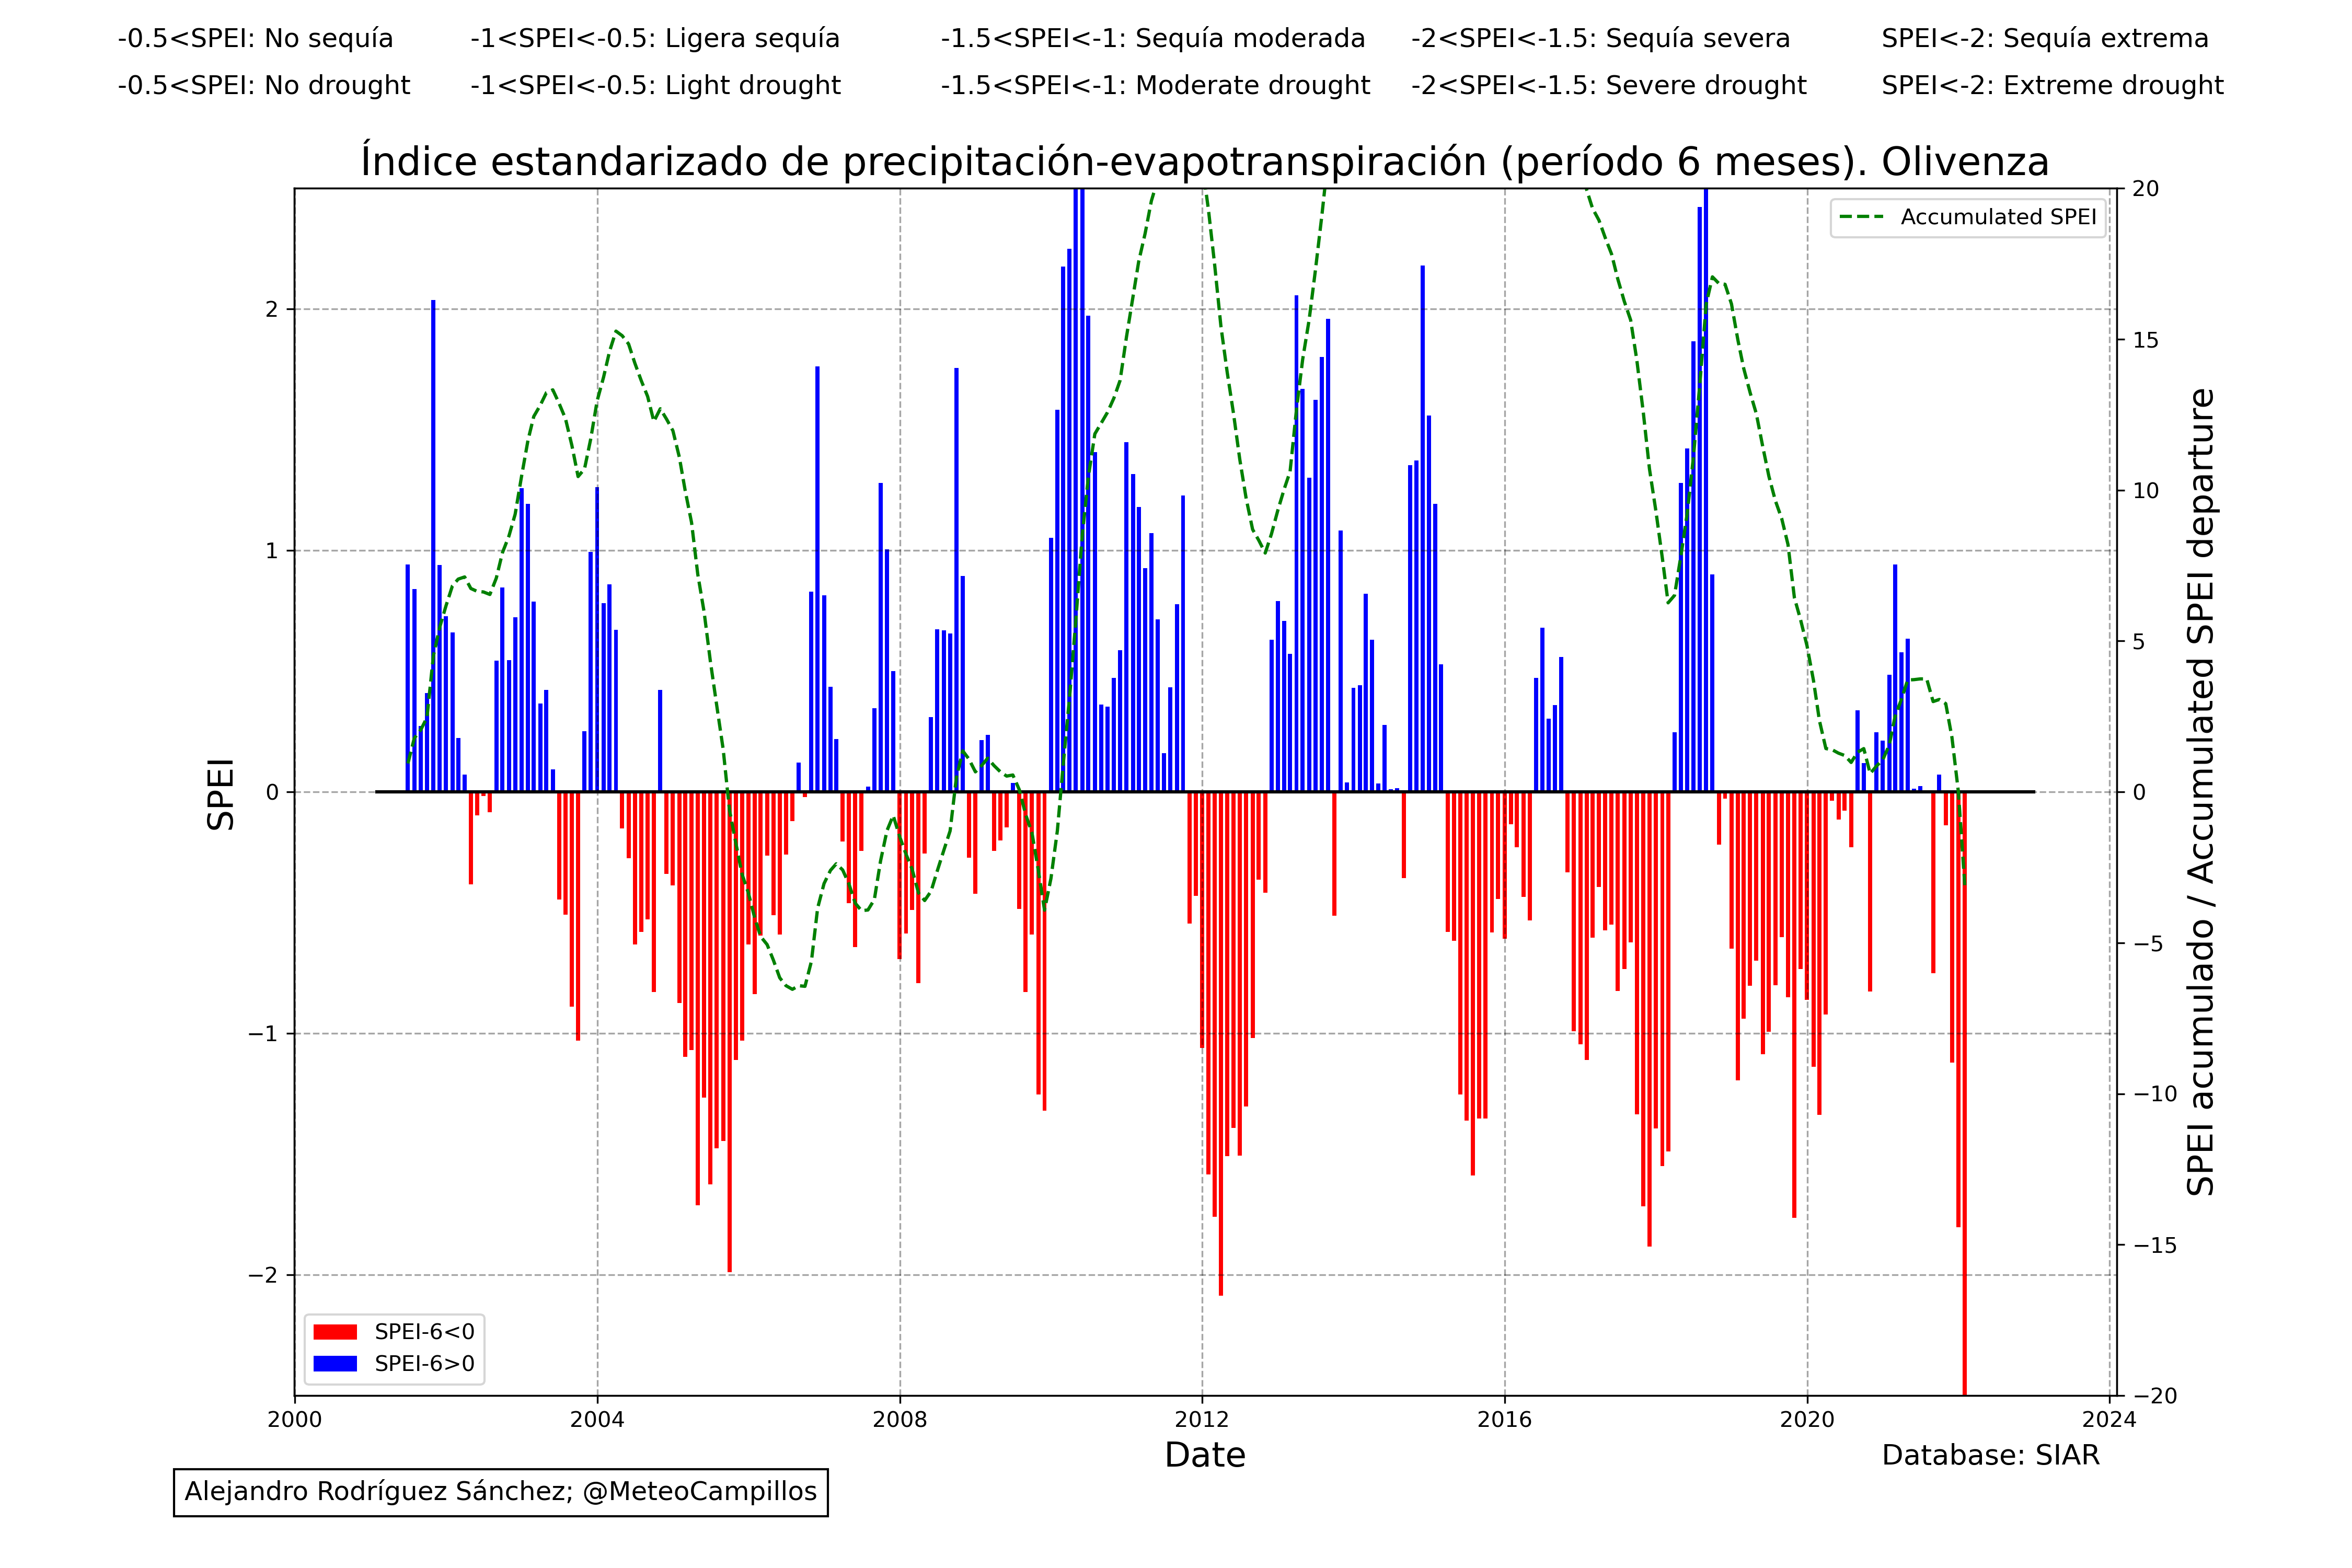 -0.5<SPEI: No sequía -1<SPEI<-0.5: Ligera sequía -1.5<SPEI<-1: Sequía moderada -2<SPEI<-1.5: Sequía severa SPEI<-2: Sequía extrema
-0.5<SPEI: No drought -1<SPEI<-0.5: Light drought -1.5<SPEI<-1: Moderate drought -2<SPEI<-1.5: Severe drought SPEI<-2: Extreme drought
Índice estandarizado de precipitación-evapotranspiración (período 6 meses). Olivenza
Accumulated SPEI
2
1
0
−1
−2
SPEI
20
15
10
5
0
−5
−10
−15
−20
SPEI acumulado / Accumulated SPEI departure
SPEI-6<0
SPEI-6>0
2000 2004 2008 2012 2016 2020 2024
Date
Database: SIAR
Alejandro Rodríguez Sánchez; @MeteoCampillos